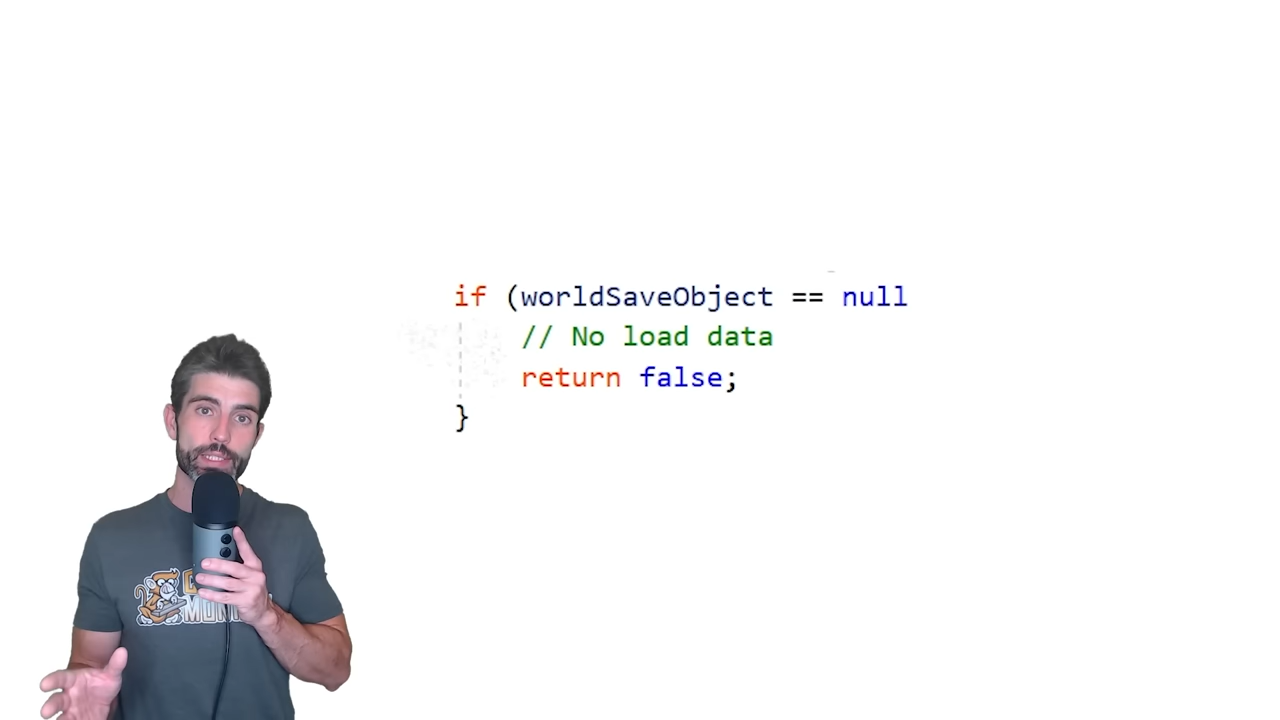 if (worldSaveObject == null
// No load data
return false;
}